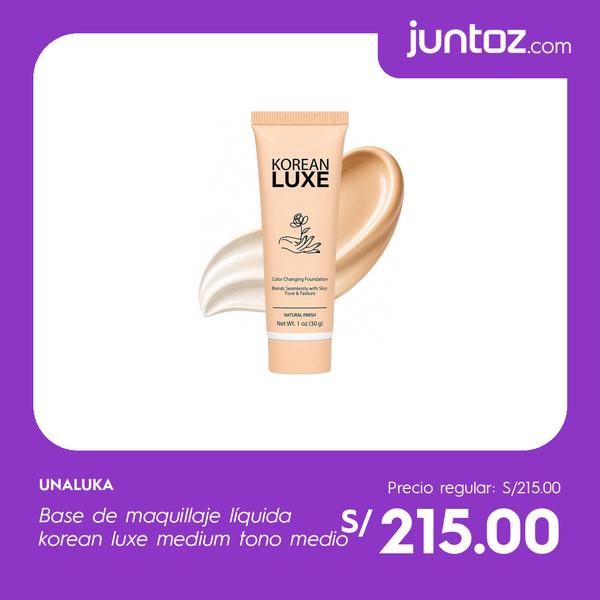 juntoz.com
KOREAN
LUXE
Color Changing Foundation
Blends Seamlessly with Skin
Tone & Texture
NATURAL FINISH
Net Wt. 1 oz (30 g)
UNALUKA
Base de maquillaje líquida
korean luxe medium tono medio
Precio regular: S/215.00
S/215.00